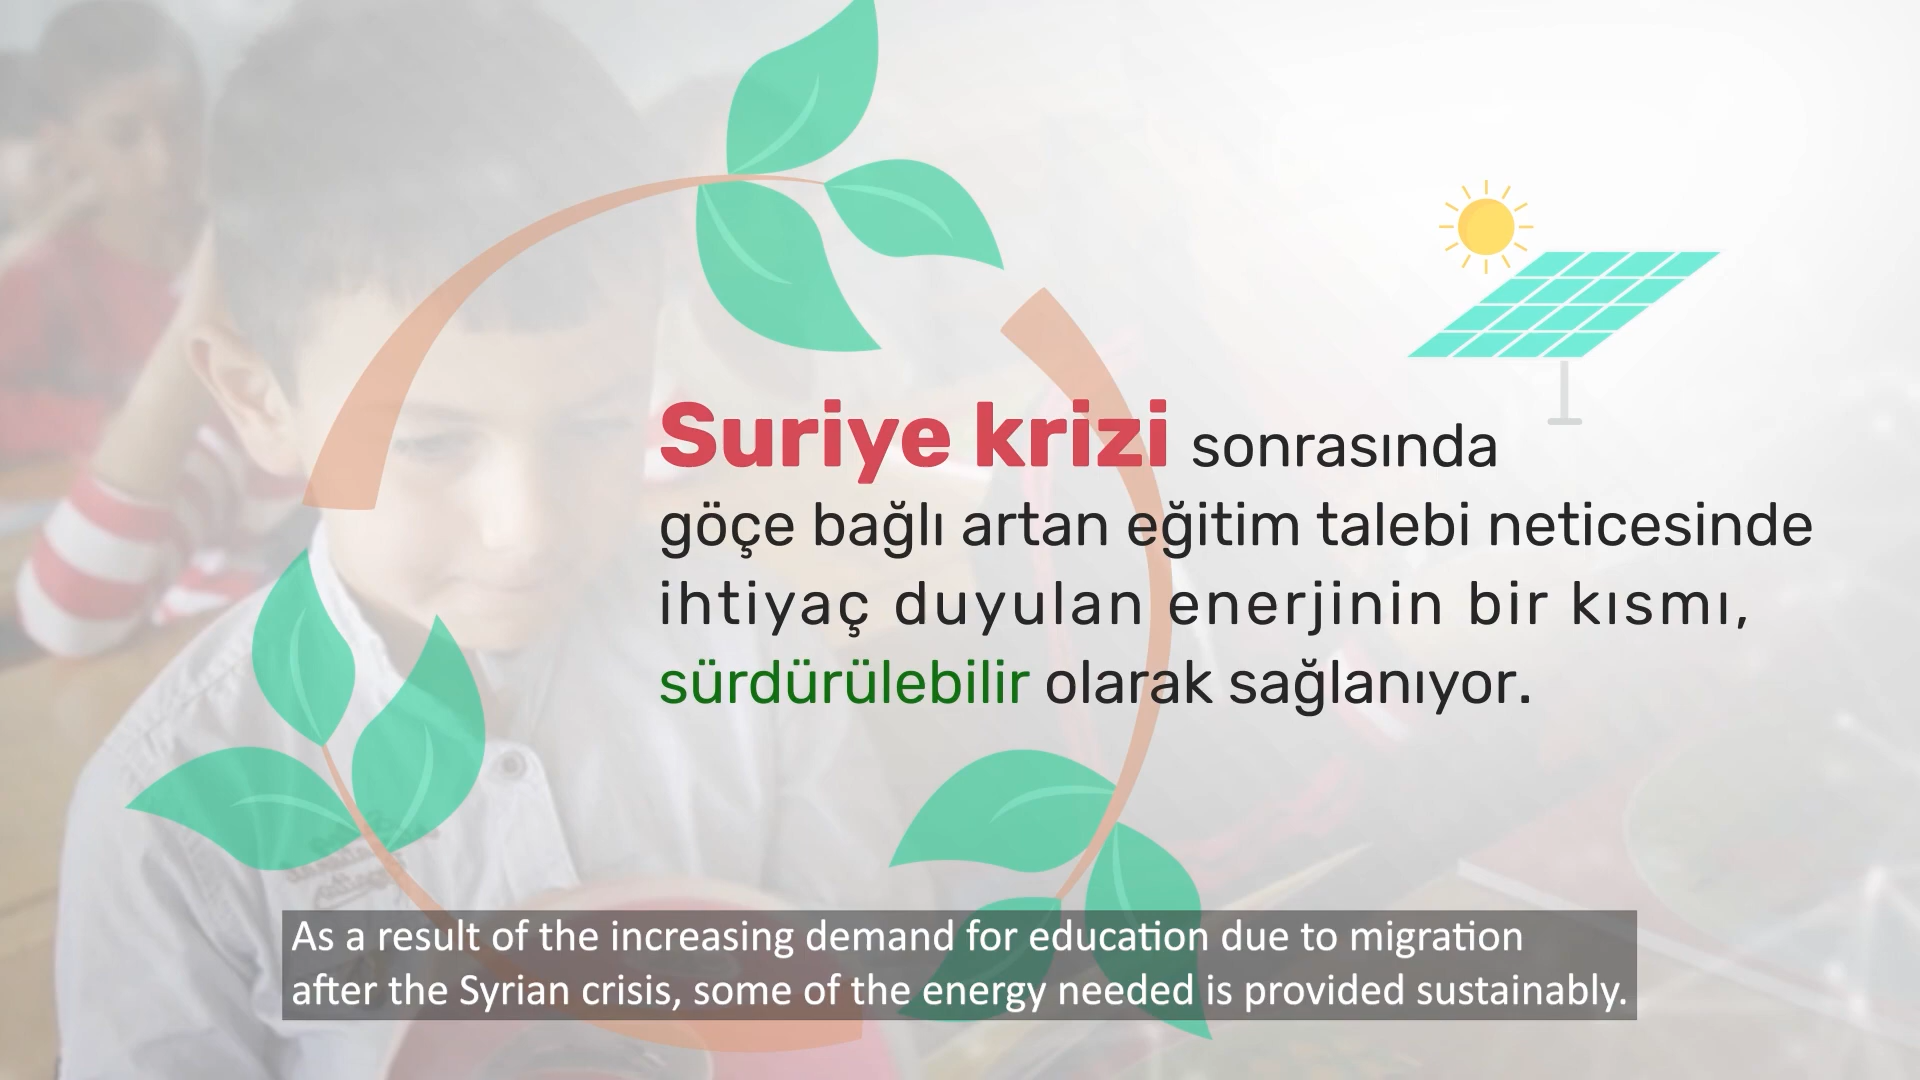 Suriye krizi sonrasında
göçe bağlı artan eğitim talebi neticesinde
ihtiyaç duyulan enerjinin bir kısmı,
sürdürülebilir olarak sağlanıyor.
As a result of the increasing demand for education due to migration
after the Syrian crisis, some of the energy needed is provided sustainably.